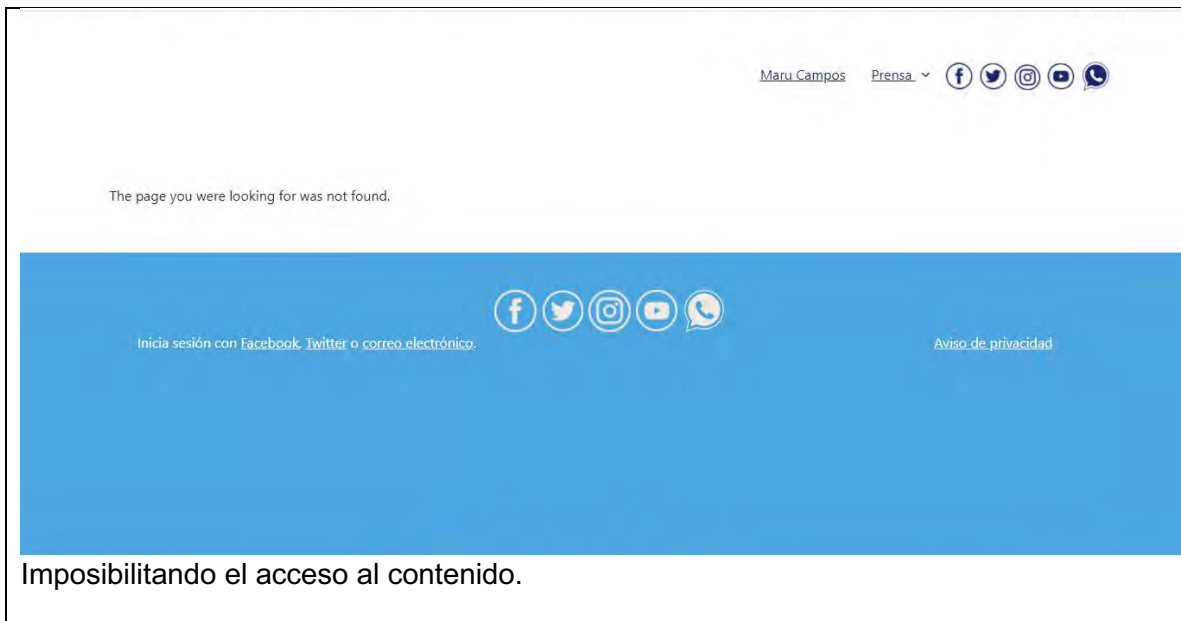 Maru Campos Prensa
The page you were looking for was not found.
Inicia sesión con Facebook, Twitter o correo electrónico.
Aviso de privacidad
Imposibilitando el acceso al contenido.